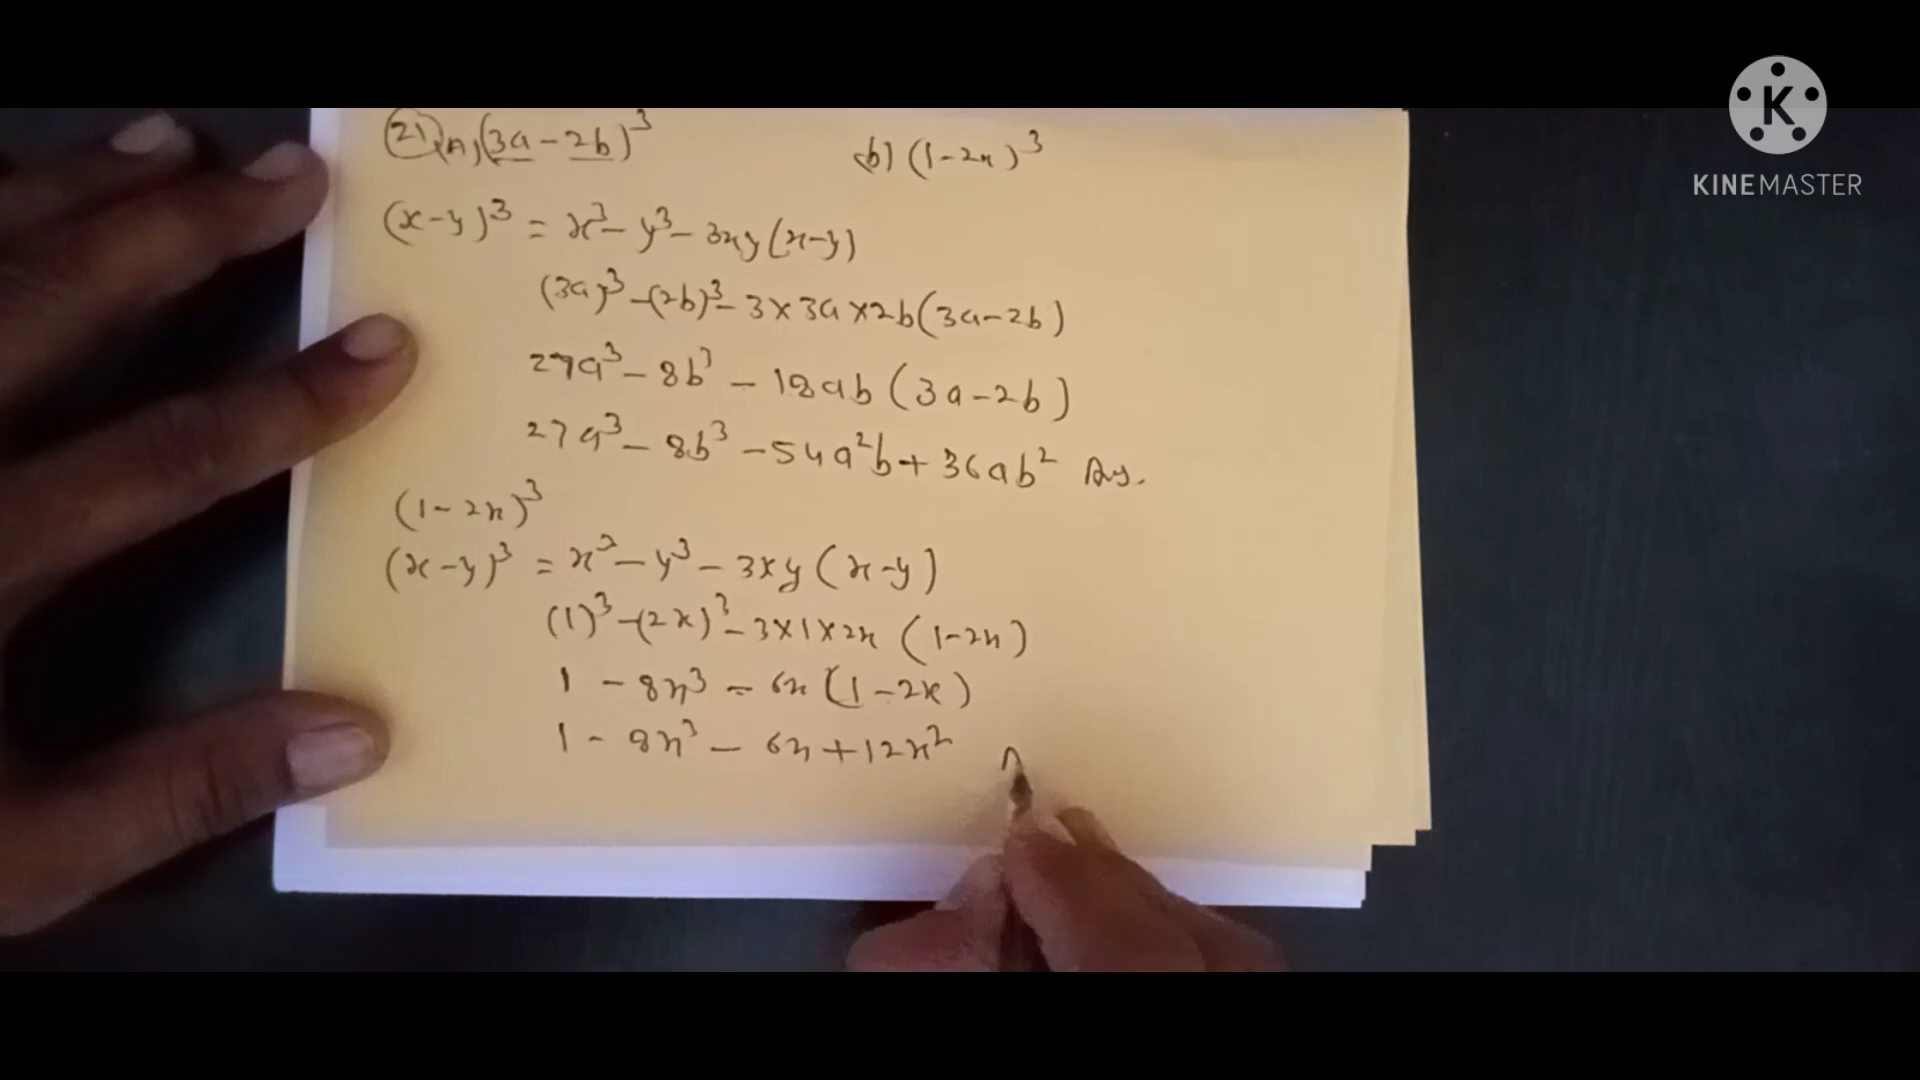 21) A) (3a-2b)³ b) (1-2x)³
(x-y)³ = x³-y³-3xy(x-y)
(3a)³-(2b)³-3×3a×2b(3a-2b)
27a³-8b³-18ab(3a-2b)
27a³-8b³-54a²b+36ab² Ans.
(1-2x)³
(x-y)³ = x³-y³-3xy(x-y)
(1)³-(2x)³-3×1×2x(1-2x)
1-8x³-6x(1-2x)
1-8x³-6x+12x² A
K
KINEMASTER